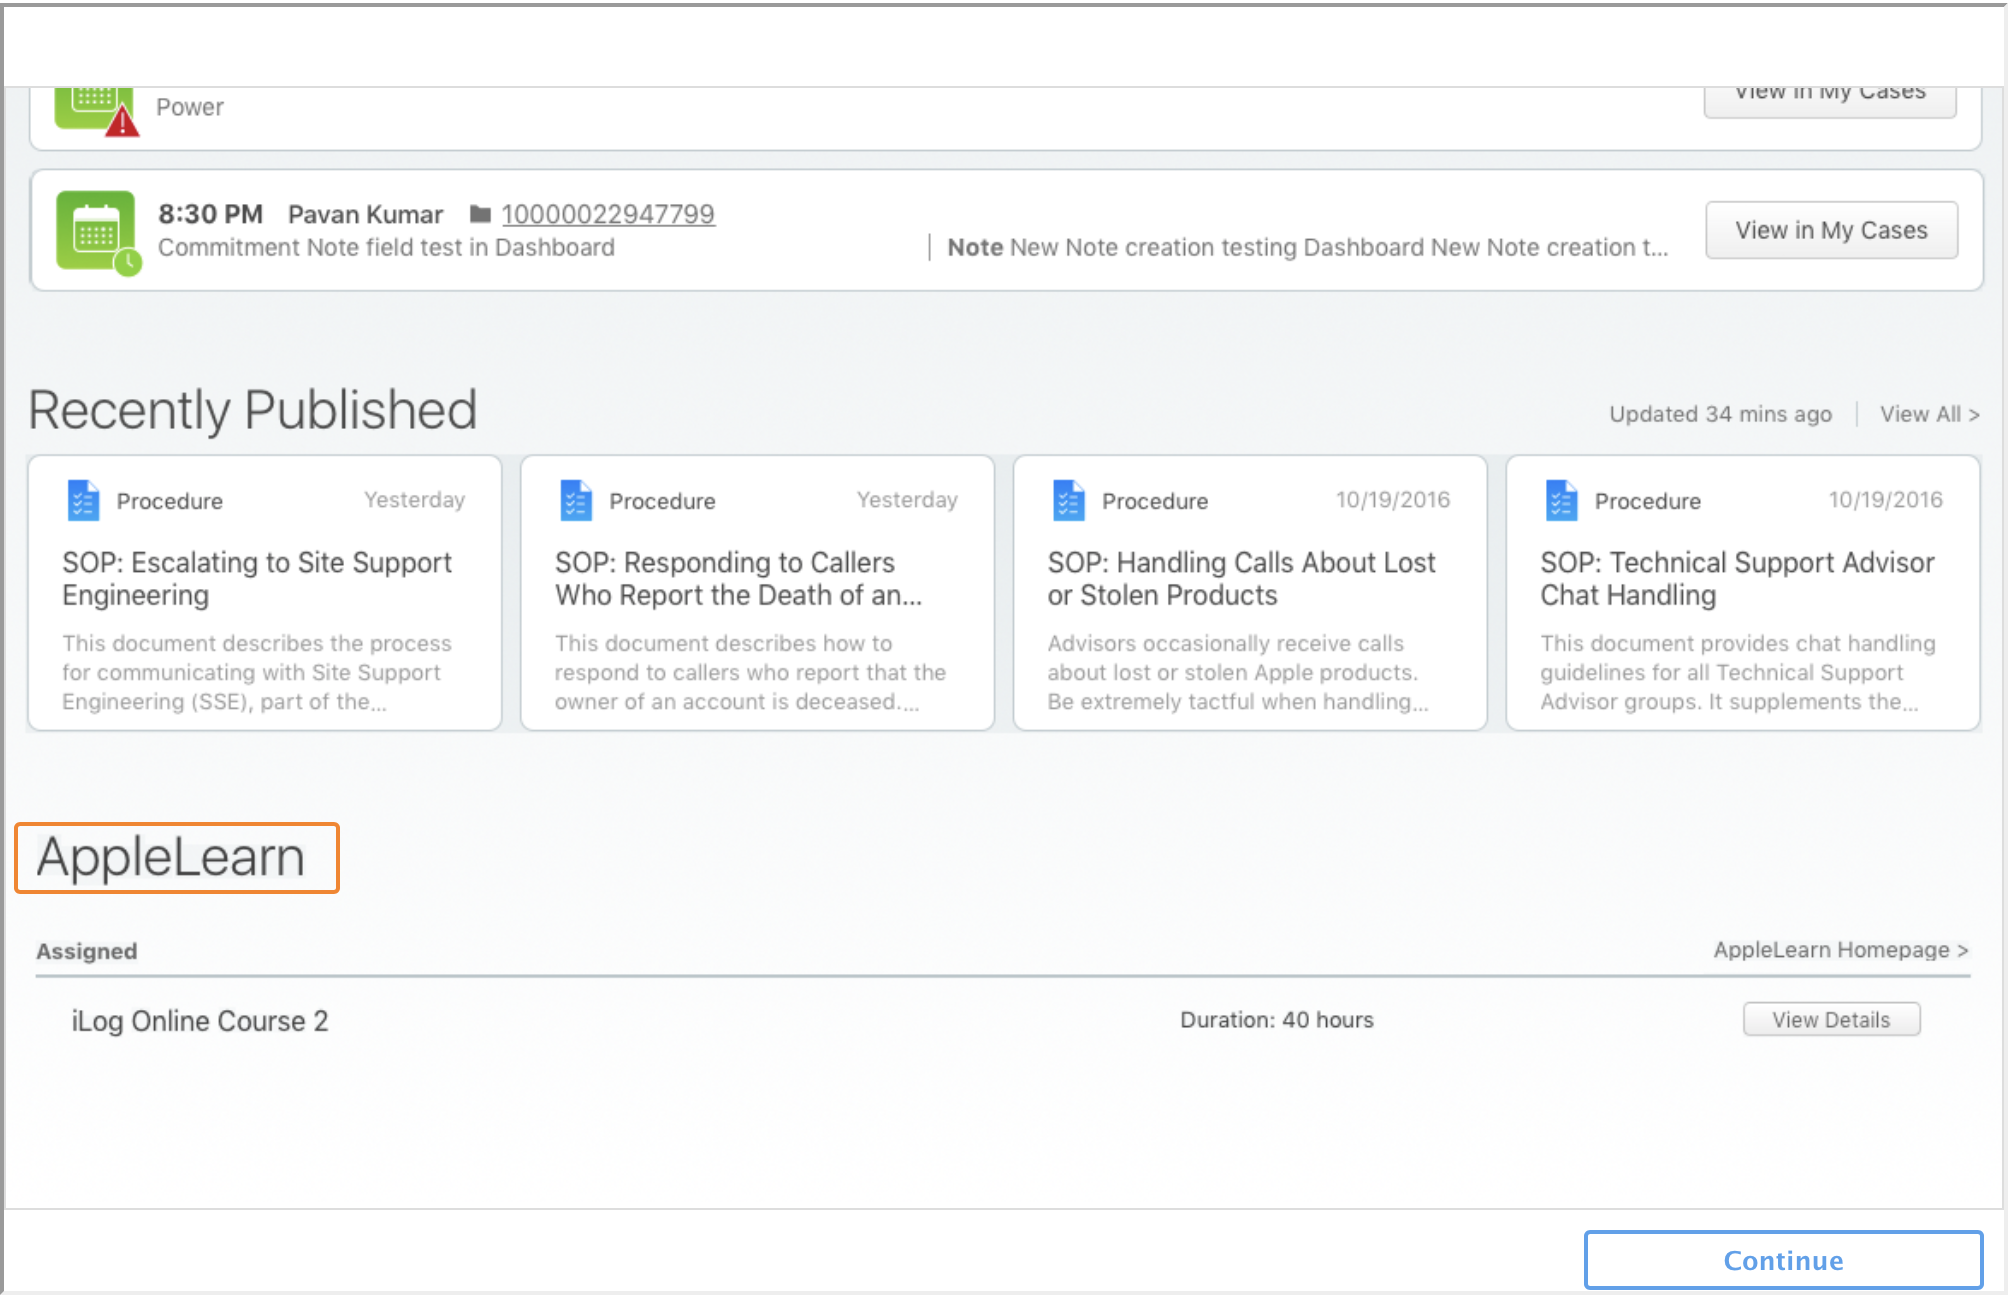 Power
View in My Cases
8:30 PM Pavan Kumar 10000022947799
Commitment Note field test in Dashboard
Note New Note creation testing Dashboard New Note creation t...
View in My Cases
Recently Published
Updated 34 mins ago
View All >
Procedure Yesterday
SOP: Escalating to Site Support
Engineering
This document describes the process
for communicating with Site Support
Engineering (SSE), part of the...
Procedure Yesterday
SOP: Responding to Callers
Who Report the Death of an...
This document describes how to
respond to callers who report that the
owner of an account is deceased....
Procedure 10/19/2016
SOP: Handling Calls About Lost
or Stolen Products
Advisors occasionally receive calls
about lost or stolen Apple products.
Be extremely tactful when handling...
Procedure 10/19/2016
SOP: Technical Support Advisor
Chat Handling
This document provides chat handling
guidelines for all Technical Support
Advisor groups. It supplements the...
AppleLearn
Assigned
AppleLearn Homepage >
iLog Online Course 2
Duration: 40 hours
View Details
Continue